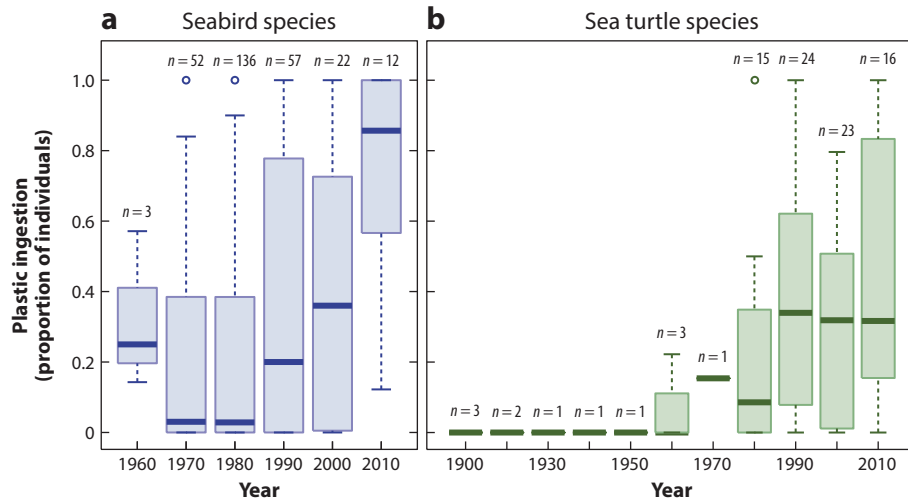 a Seabird species
b Sea turtle species
Plastic ingestion
(proportion of individuals)
1.0
0.8
0.6
0.4
0.2
0
n = 3
n = 52
n = 136
n = 57
n = 22
n = 12
1960 1970 1980 1990 2000 2010
Year
n = 3
n = 2
n = 1
n = 1
n = 1
n = 3
n = 1
n = 15
n = 24
n = 23
n = 16
1900 1930 1950 1970 1990 2010
Year